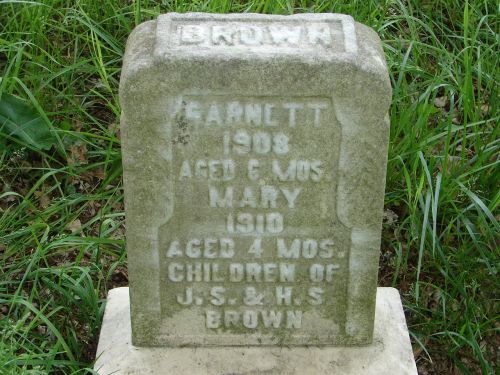 BROWN
GARNETT
1908
AGED 6 MOS.
MARY
1910
AGED 4 MOS.
CHILDREN OF
J. S. & H. S.
BROWN